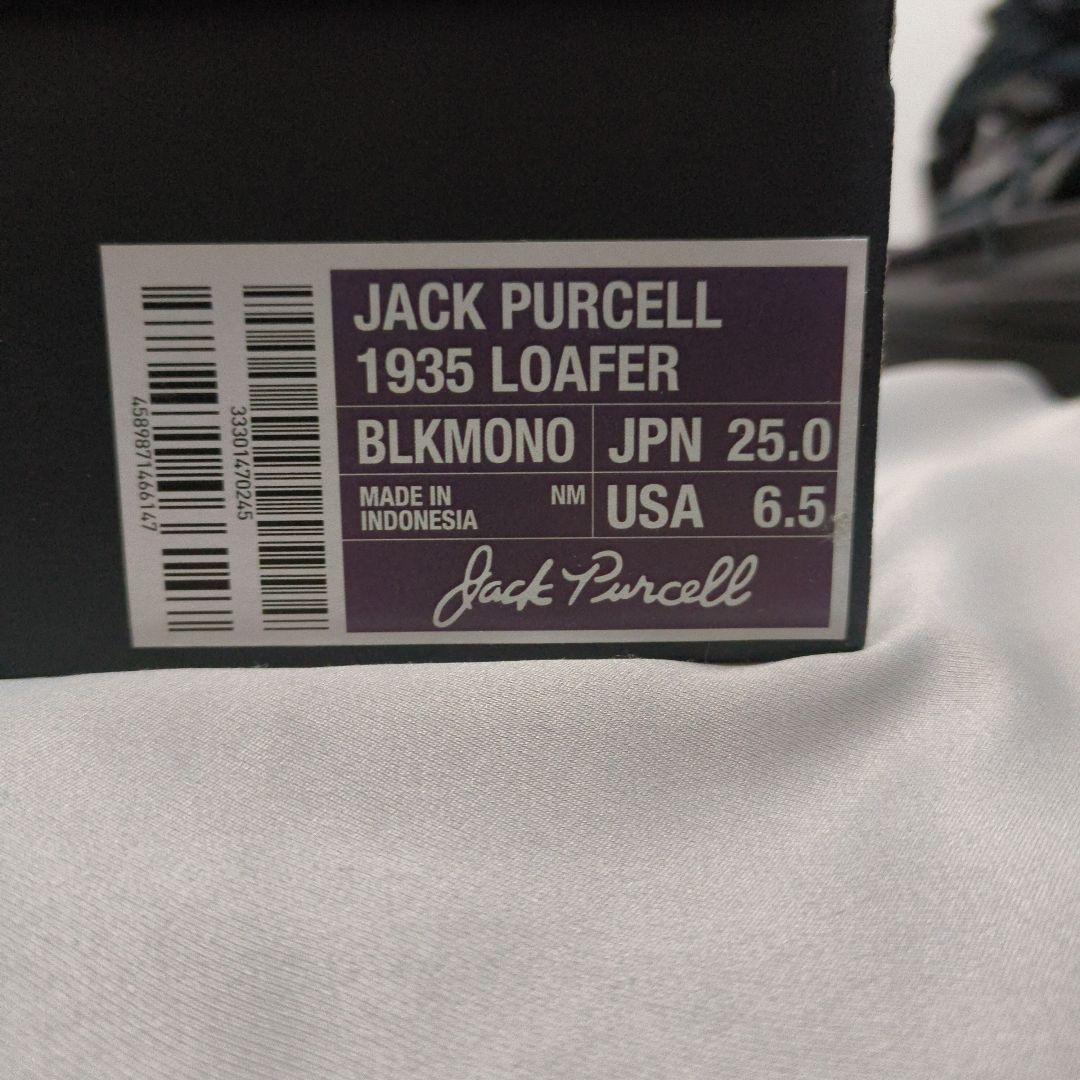 4589871466147
33301470245
JACK PURCELL
1935 LOAFER
BLKMONO
JPN 25.0
MADE IN
INDONESIA
NM
USA 6.5
Jack Purcell